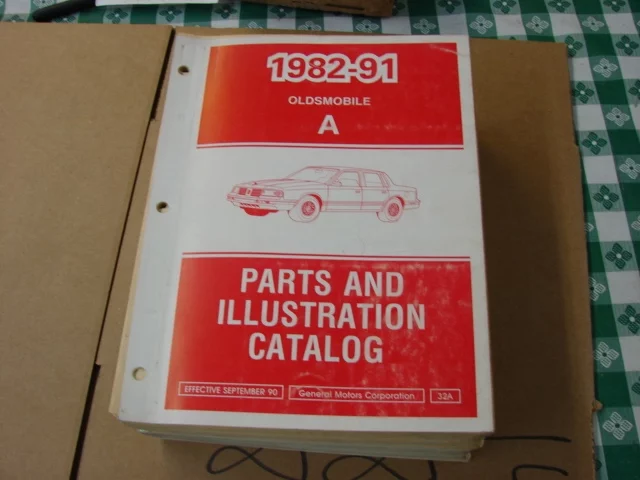 1982-91
OLDSMOBILE
A
PARTS AND
ILLUSTRATION
CATALOG
EFFECTIVE SEPTEMBER 90 General Motors Corporation 32A